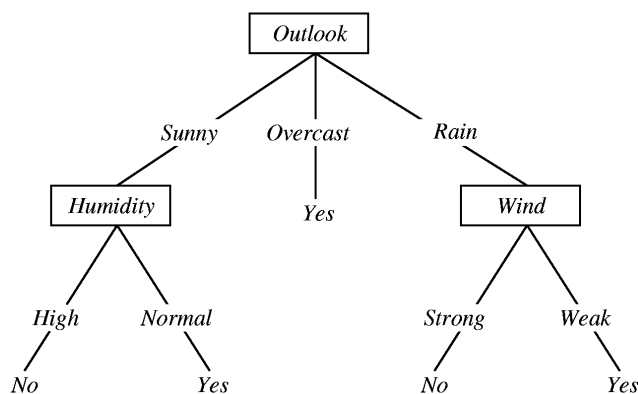 Outlook
Sunny Overcast Rain
Humidity Yes Wind
High Normal Strong Weak
No Yes No Yes